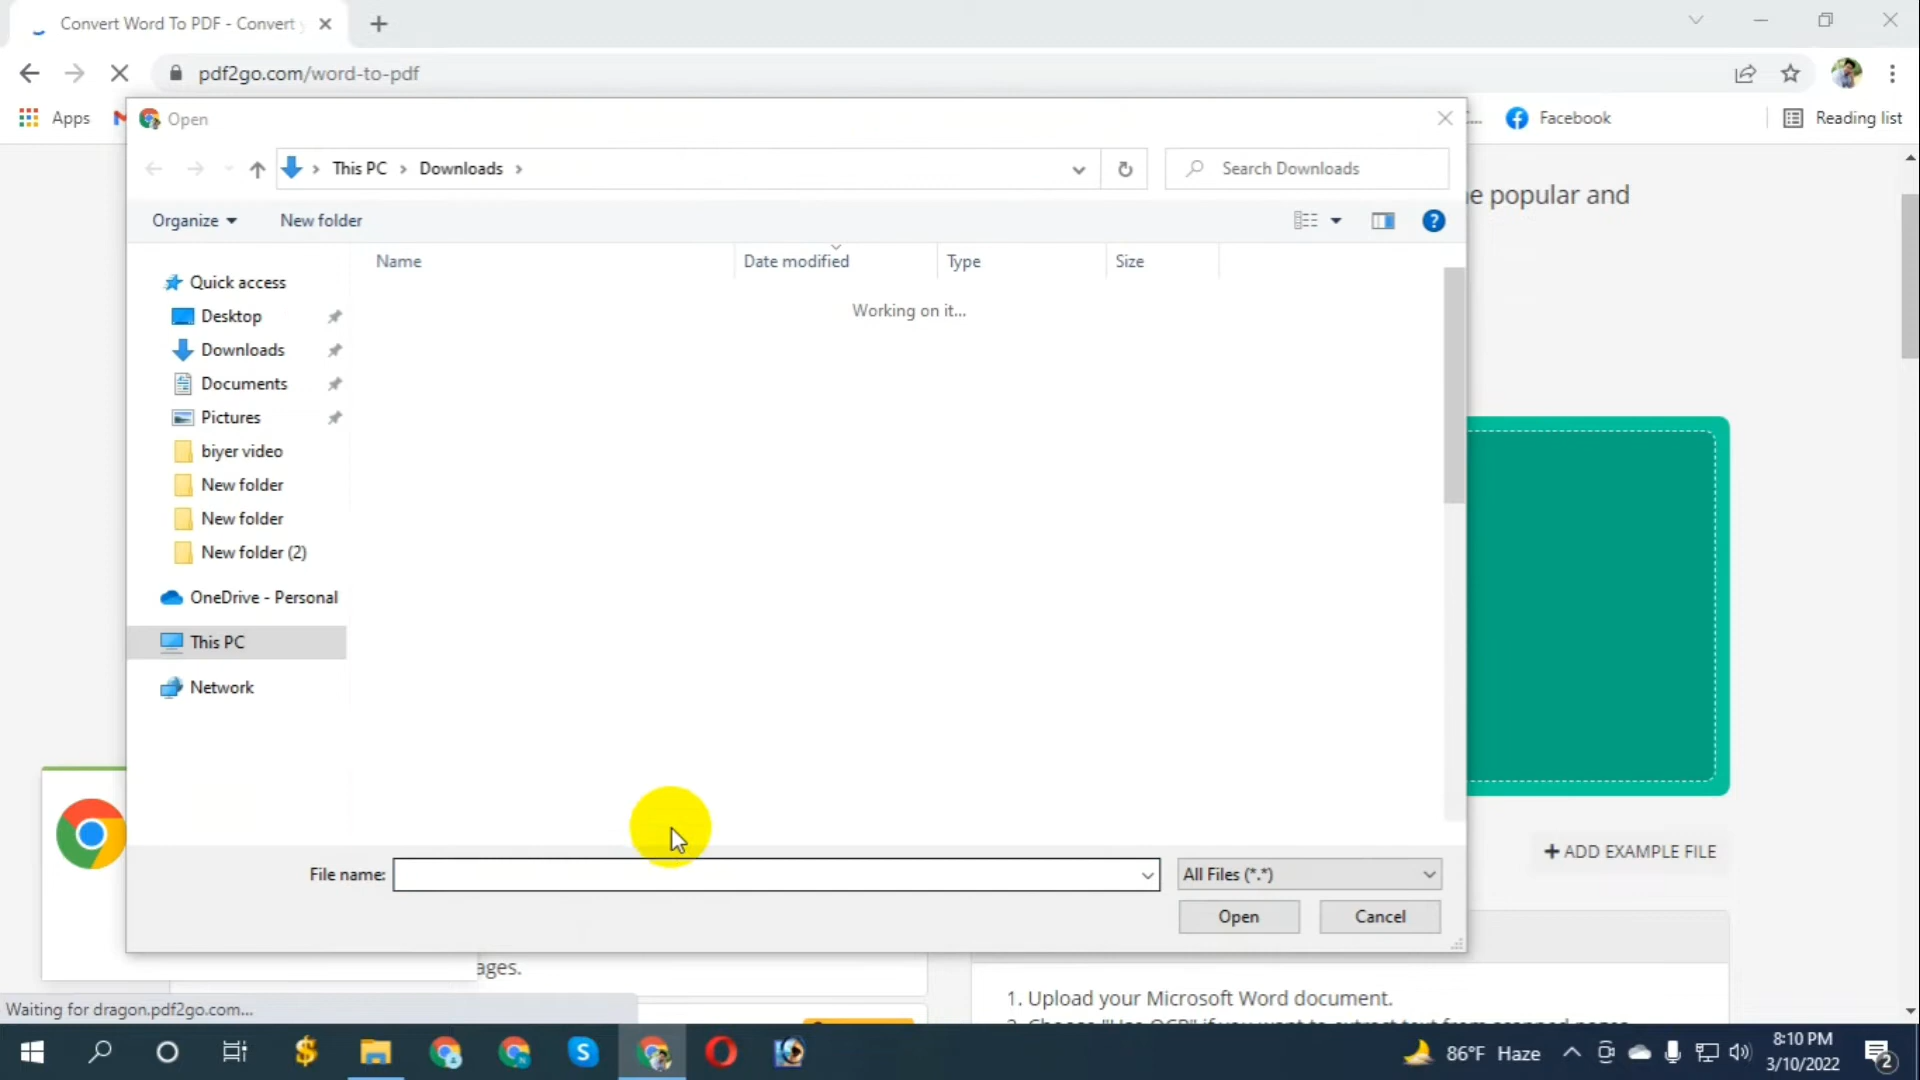 Convert Word To PDF - Convert
pdf2go.com/word-to-pdf
Apps
Facebook
Reading list
Open
This PC
Downloads
Search Downloads
Organize
New folder
Name
Date modified
Type
Size
Working on it...
Quick access
Desktop
Downloads
Documents
Pictures
biyer video
New folder
New folder
New folder (2)
OneDrive - Personal
This PC
Network
popular and
File name:
All Files (*.*)
Open
Cancel
+ ADD EXAMPLE FILE
ages.
1. Upload your Microsoft Word document.
Waiting for dragon.pdf2go.com...
86°F Haze
8:10 PM
3/10/2022
2